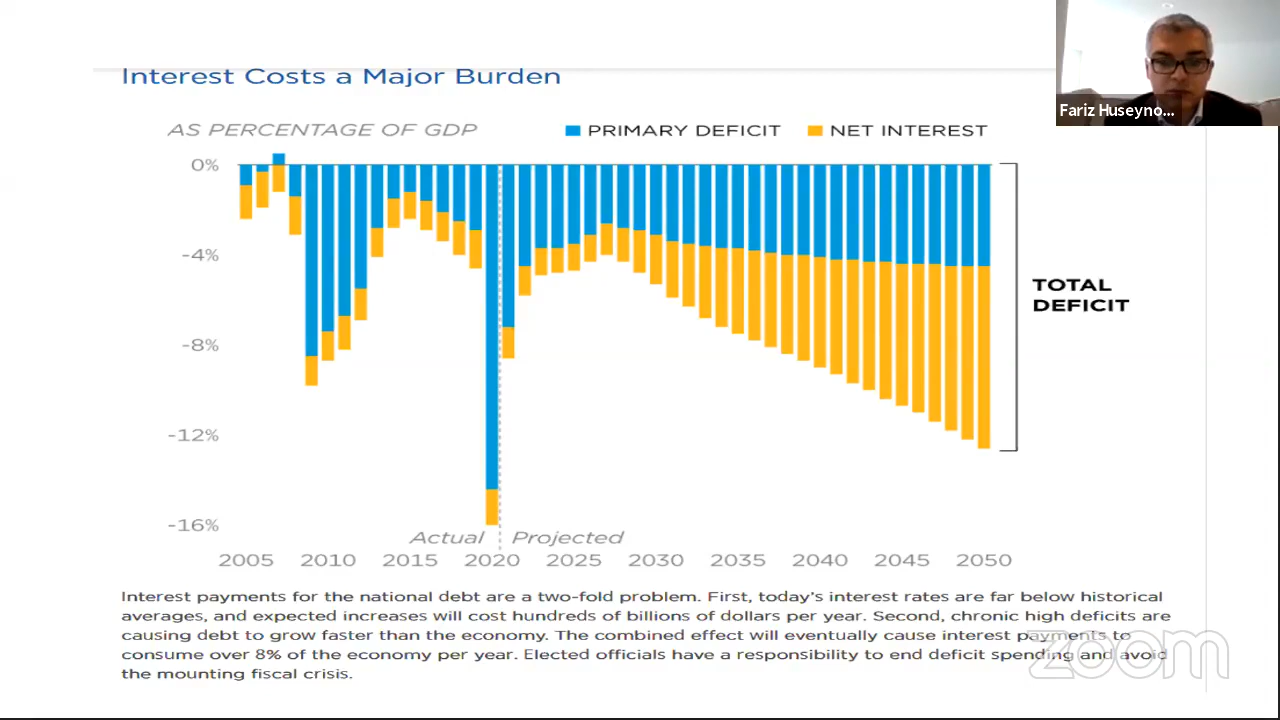 Interest Costs a Major Burden
Fariz Huseyno...
AS PERCENTAGE OF GDP
PRIMARY DEFICIT
NET INTEREST
0%
-4%
-8%
-12%
-16%
TOTAL
DEFICIT
Actual
Projected
2005 2010 2015 2020 2025 2030 2035 2040 2045 2050
Interest payments for the national debt are a two-fold problem. First, today's interest rates are far below historical
averages, and expected increases will cost hundreds of billions of dollars per year. Second, chronic high deficits are
causing debt to grow faster than the economy. The combined effect will eventually cause interest payments to
consume over 8% of the economy per year. Elected officials have a responsibility to end deficit spending and avoid
the mounting fiscal crisis.
zoom